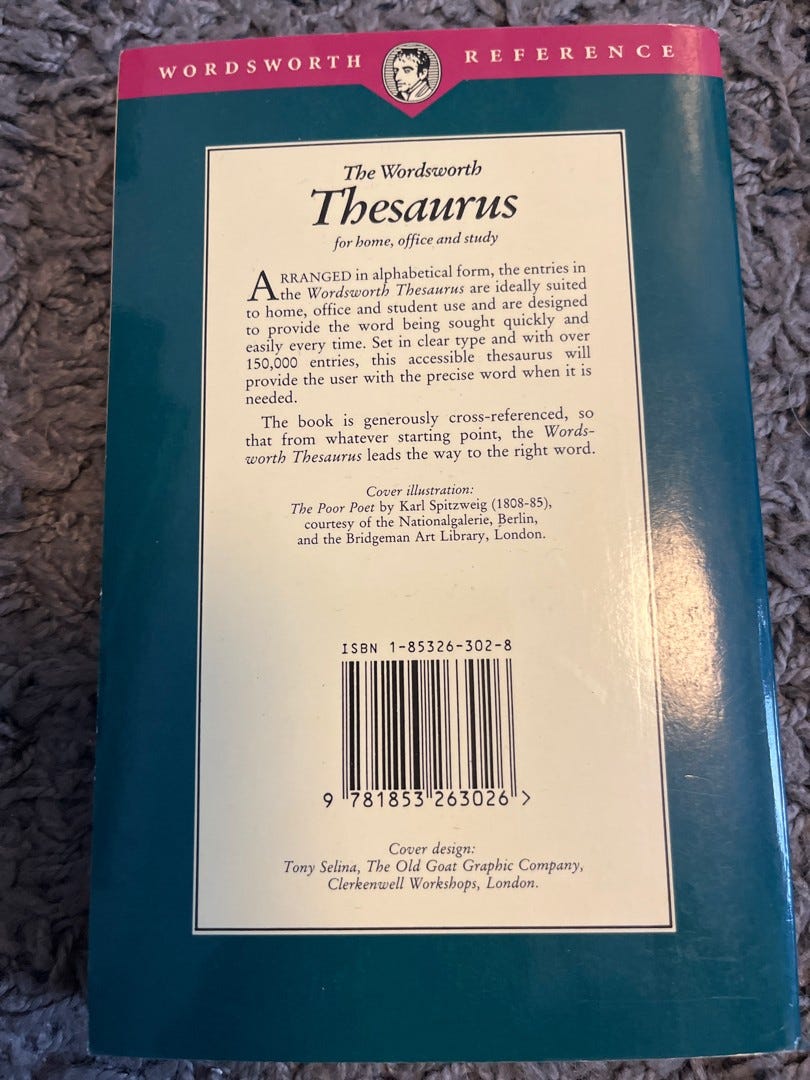 WORDSWORTH REFERENCE
The Wordsworth
Thesaurus
for home, office and study
ARRANGED in alphabetical form, the entries in
the Wordsworth Thesaurus are ideally suited
to home, office and student use and are designed
to provide the word being sought quickly and
easily every time. Set in clear type and with over
150,000 entries, this accessible thesaurus will
provide the user with the precise word when it is
needed.
The book is generously cross-referenced, so
that from whatever starting point, the Words-
worth Thesaurus leads the way to the right word.
Cover illustration:
The Poor Poet by Karl Spitzweig (1808-85),
courtesy of the Nationalgalerie, Berlin,
and the Bridgeman Art Library, London.
ISBN 1-85326-302-8
9 781853 263026 >
Cover design:
Tony Selina, The Old Goat Graphic Company,
Clerkenwell Workshops, London.